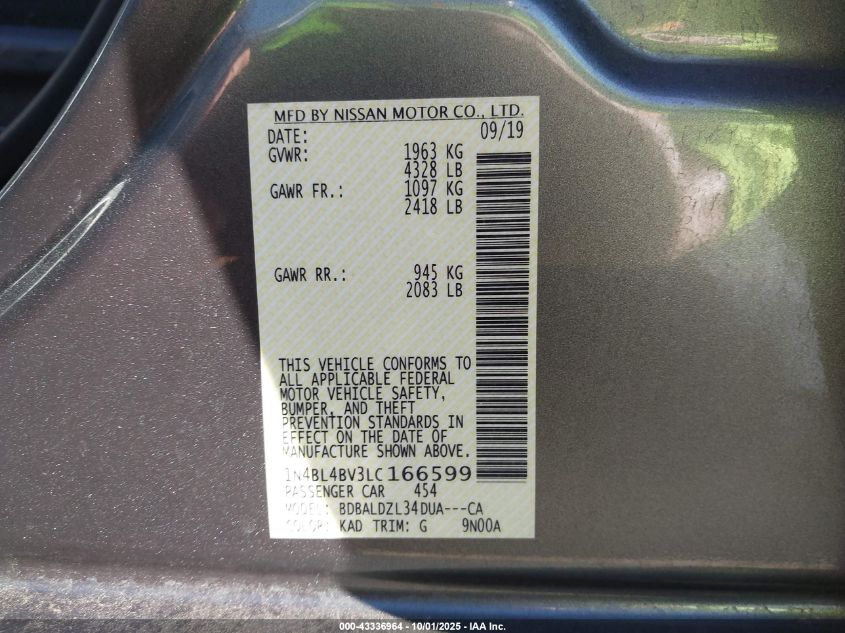 MFD BY NISSAN MOTOR CO., LTD.
DATE: 09/19
GVWR: 1963 KG
4328 LB
GAWR FR.: 1097 KG
2418 LB
GAWR RR.: 945 KG
2083 LB
THIS VEHICLE CONFORMS TO
ALL APPLICABLE FEDERAL
MOTOR VEHICLE SAFETY,
BUMPER, AND THEFT
PREVENTION STANDARDS IN
EFFECT ON THE DATE OF
MANUFACTURE SHOWN ABOVE.
1N4BL4BV3LC166599
PASSENGER CAR 454
MODEL: BDBALDZL34DUA---CA
COLOR: KAD TRIM: G 9N00A
000-43336964 • 10/01/2025 • IAA Inc.